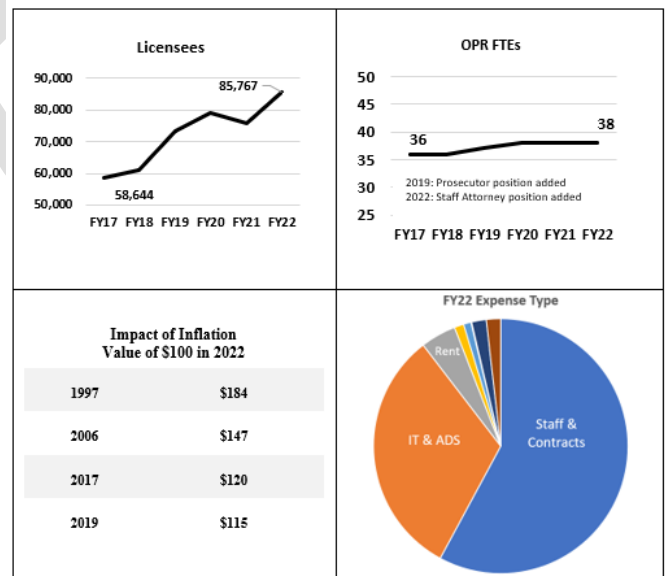 Licensees
90,000
80,000
70,000
60,000
50,000
85,767
58,644
FY17 FY18 FY19 FY20 FY21 FY22
OPR FTEs
50
45
40
35
30
25
36
38
2019: Prosecutor position added
2022: Staff Attorney position added
FY17 FY18 FY19 FY20 FY21 FY22
Impact of Inflation
Value of $100 in 2022
1997 $184
2006 $147
2017 $120
2019 $115
FY22 Expense Type
Rent
IT & ADS
Staff &
Contracts